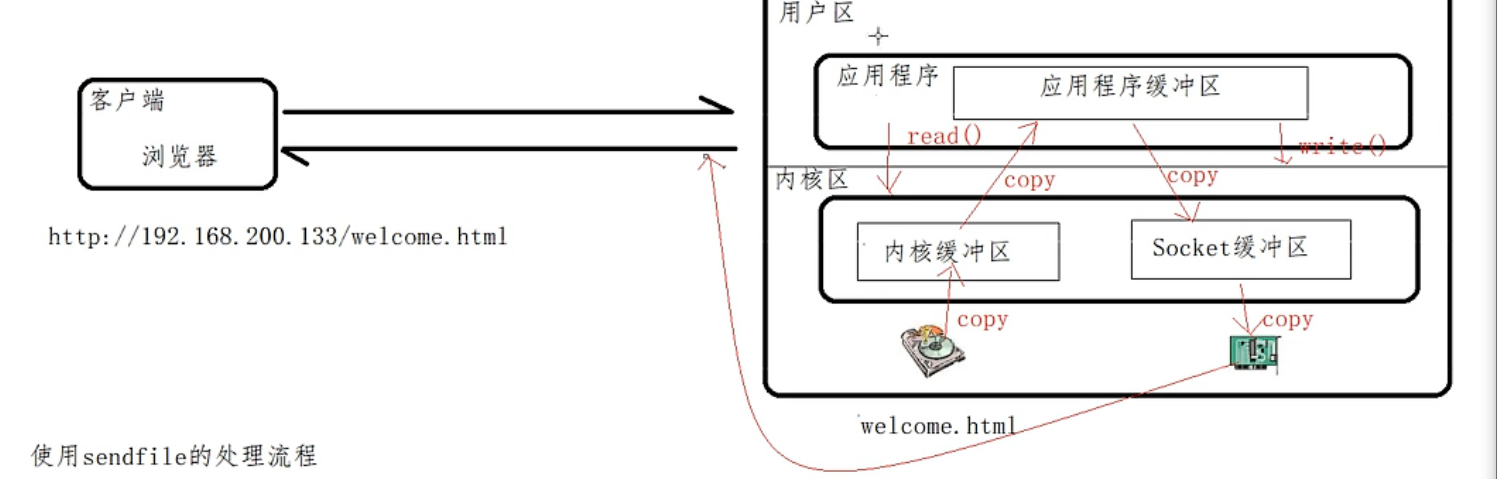 用户区
应用程序
应用程序缓冲区
客户端
浏览器
read()
write()
内核区
copy
copy
http://192.168.200.133/welcome.html
内核缓冲区
Socket缓冲区
copy
copy
welcome.html
使用sendfile的处理流程